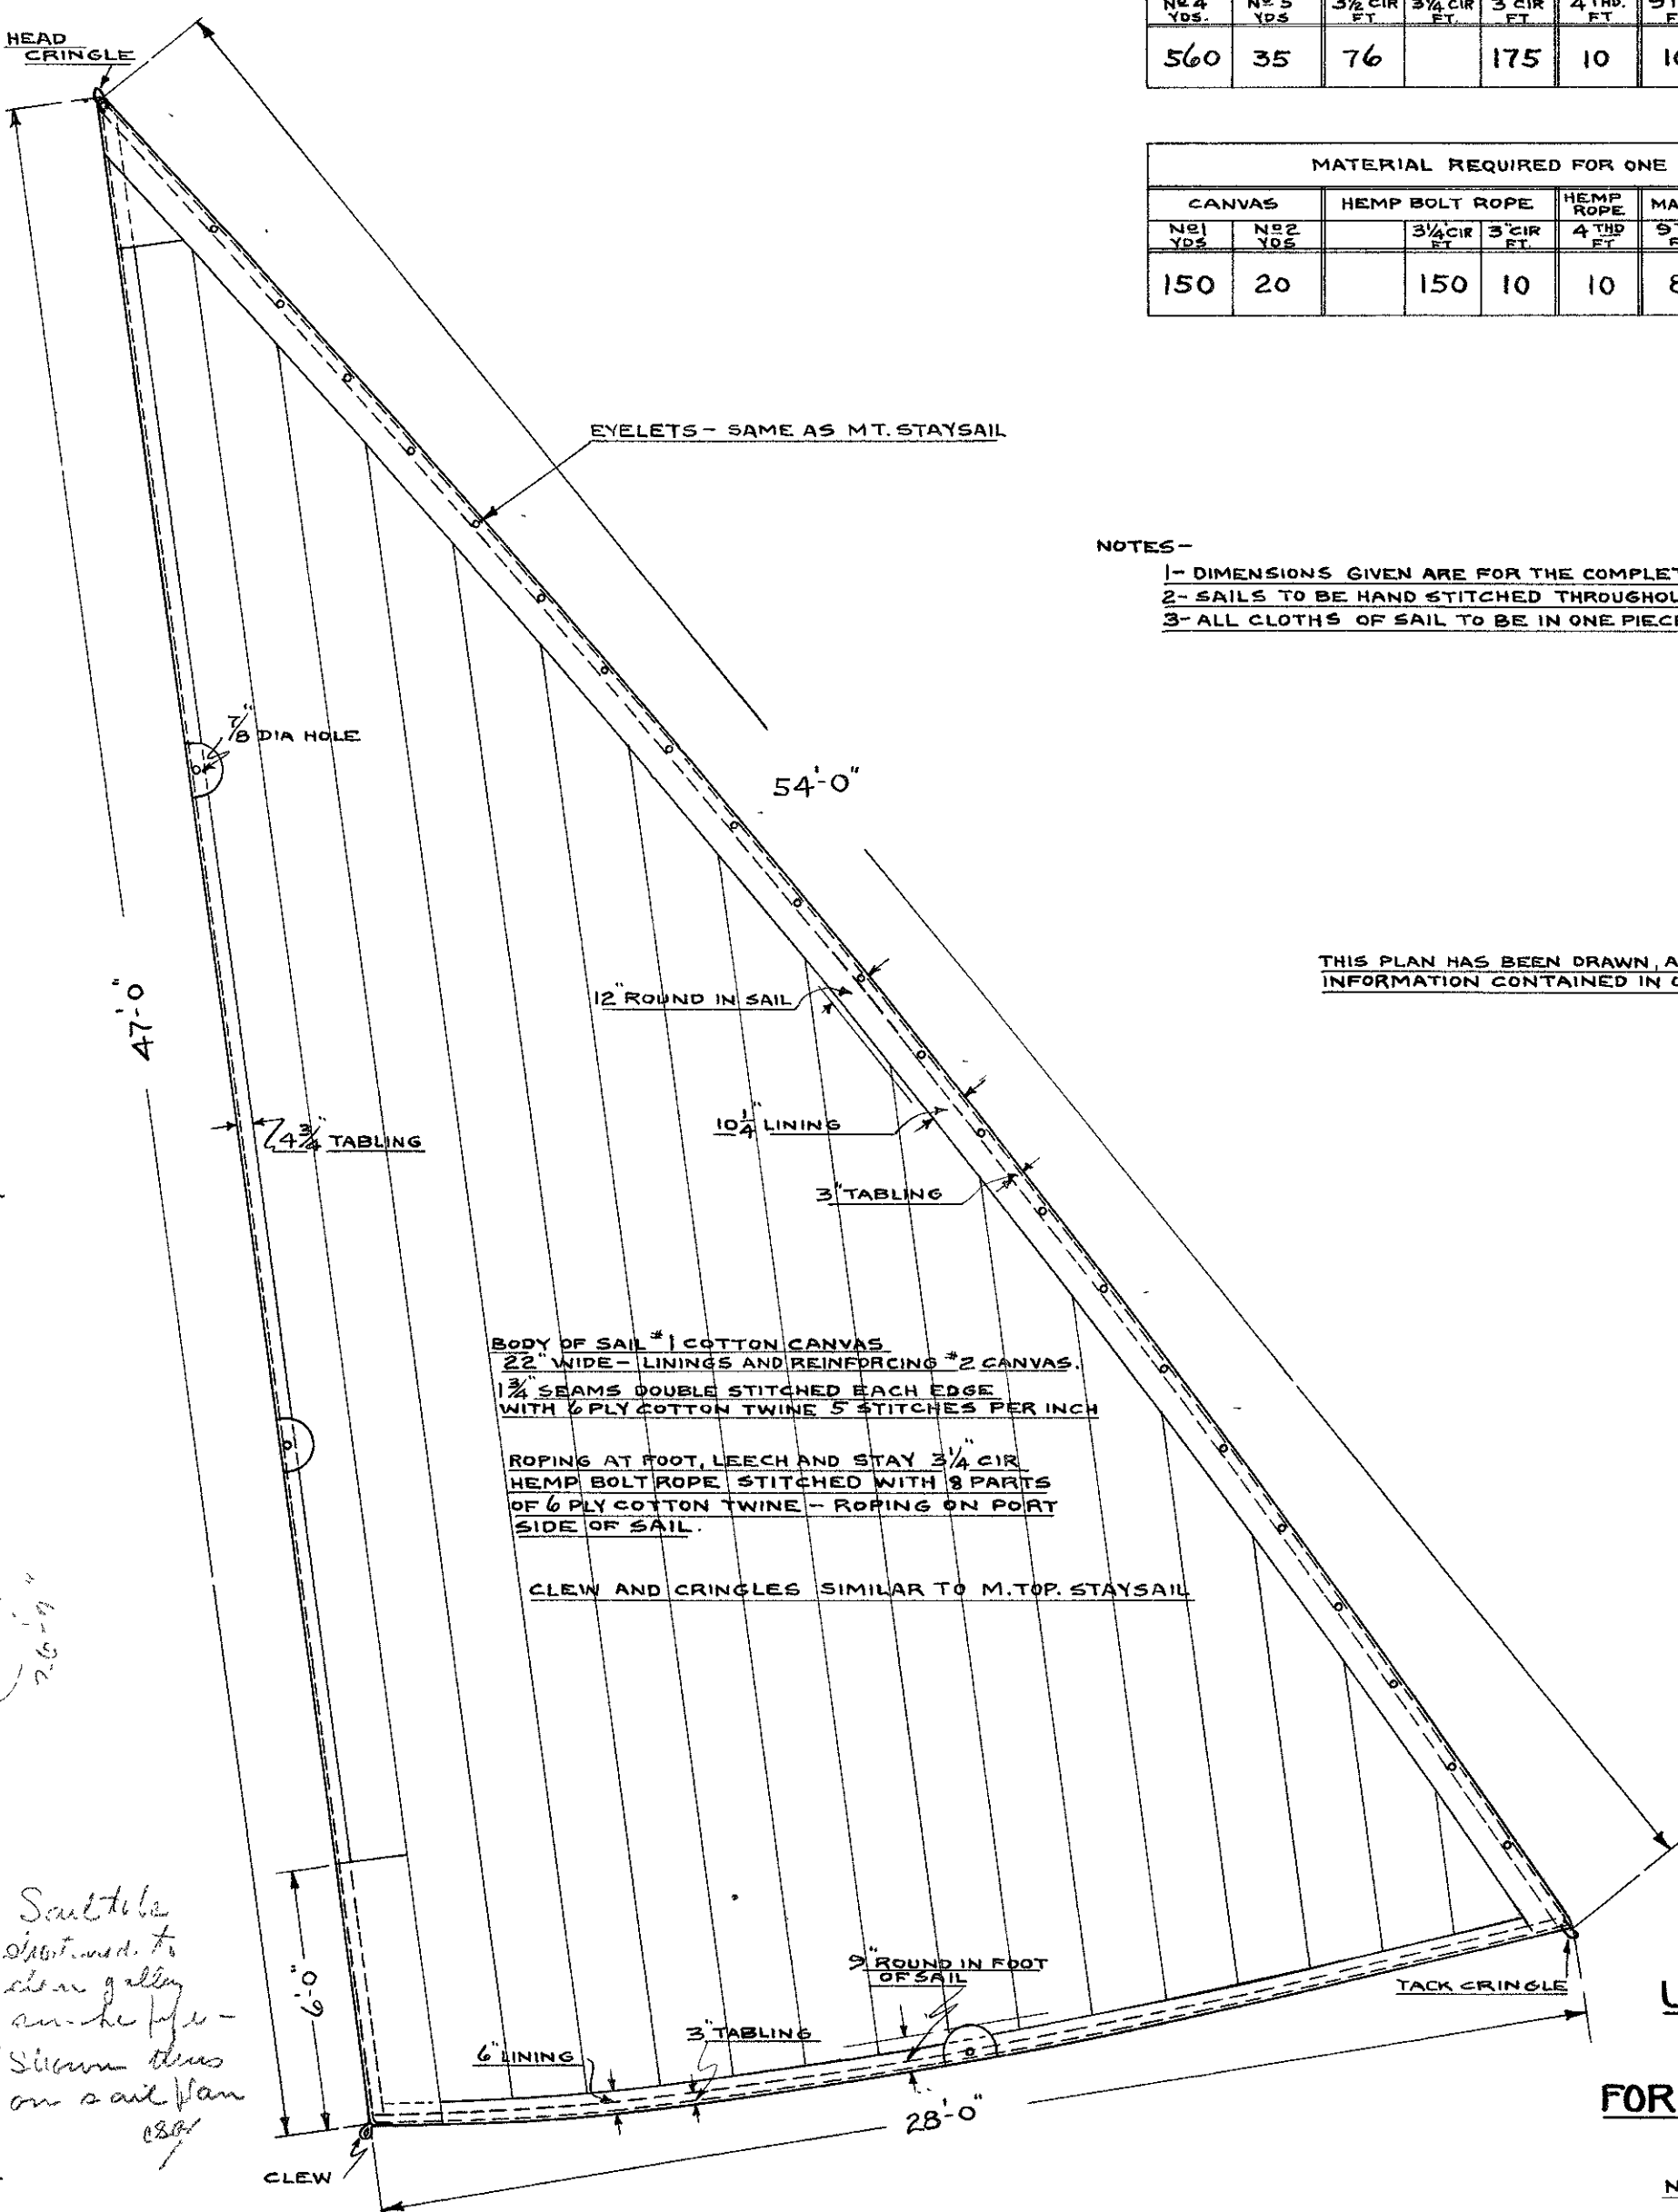 HEAD
CRINGLE
Nº 4 YDS. Nº 5 YDS 3½ CIR FT 3¼ CIR FT. 3 CIR FT 4 THD. FT
560 35 76 175 10
MATERIAL REQUIRED FOR ONE
CANVAS HEMP BOLT ROPE HEMP ROPE
Nº1 YDS Nº2 YDS 3¼"CIR FT 3"CIR FT. 4 THD FT
150 20 150 10 10
EYELETS - SAME AS MT. STAYSAIL
NOTES-
1- DIMENSIONS GIVEN ARE FOR THE COMPLET
2- SAILS TO BE HAND STITCHED THROUGHOU
3- ALL CLOTHS OF SAIL TO BE IN ONE PIEC
7/8" DIA HOLE
54'-0"
THIS PLAN HAS BEEN DRAWN, A
INFORMATION CONTAINED IN
47'-0"
12" ROUND IN SAIL
10¼" LINING
4¾" TABLING
3" TABLING
BODY OF SAIL #1 COTTON CANVAS
22" WIDE - LININGS AND REINFORCING #2 CANVAS.
1¾" SEAMS DOUBLE STITCHED EACH EDGE
WITH 6 PLY COTTON TWINE 5 STITCHES PER INCH
ROPING AT FOOT, LEECH AND STAY 3¼" CIR
HEMP BOLT ROPE STITCHED WITH 8 PARTS
OF 6 PLY COTTON TWINE - ROPING ON PORT
SIDE OF SAIL.
CLEW AND CRINGLES SIMILAR TO M. TOP. STAYSAIL
6'-0"
9" ROUND IN FOOT
OF SAIL
TACK CRINGLE
3" TABLING
6" LINING
28'-0"
FOR
CLEW
on sail